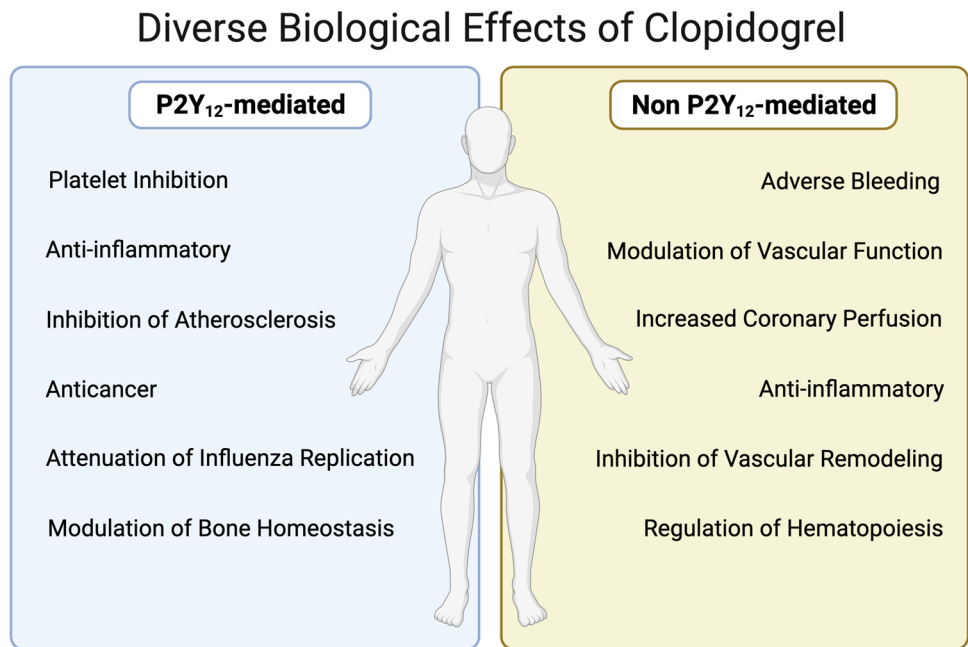 Diverse Biological Effects of Clopidogrel
P2Y₁₂-mediated
Platelet Inhibition
Anti-inflammatory
Inhibition of Atherosclerosis
Anticancer
Attenuation of Influenza Replication
Modulation of Bone Homeostasis
Non P2Y₁₂-mediated
Adverse Bleeding
Modulation of Vascular Function
Increased Coronary Perfusion
Anti-inflammatory
Inhibition of Vascular Remodeling
Regulation of Hematopoiesis